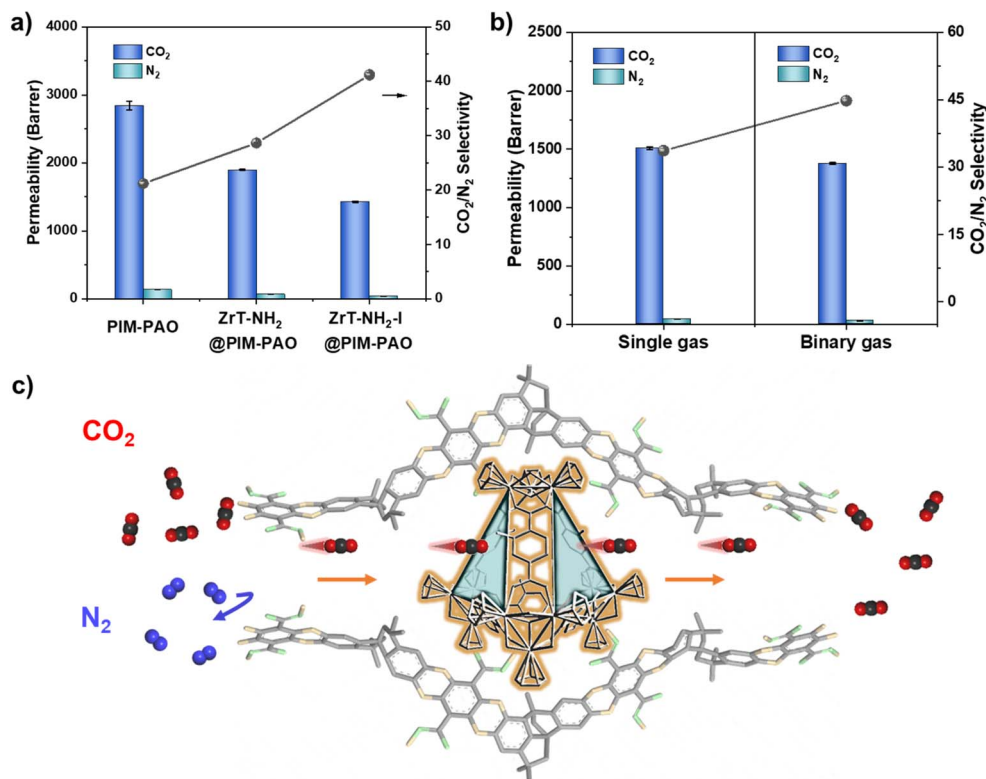 a)
4000
3000
2000
1000
0
Permeability (Barrer)
CO₂
N₂
50
40
30
20
10
0
CO₂/N₂ Selectivity
PIM-PAO
ZrT-NH₂
@PIM-PAO
ZrT-NH₂-I
@PIM-PAO
b)
2500
2000
1500
1000
500
0
Permeability (Barrer)
CO₂
N₂
CO₂
N₂
60
45
30
15
0
CO₂/N₂ Selectivity
Single gas
Binary gas
c)
CO₂
N₂